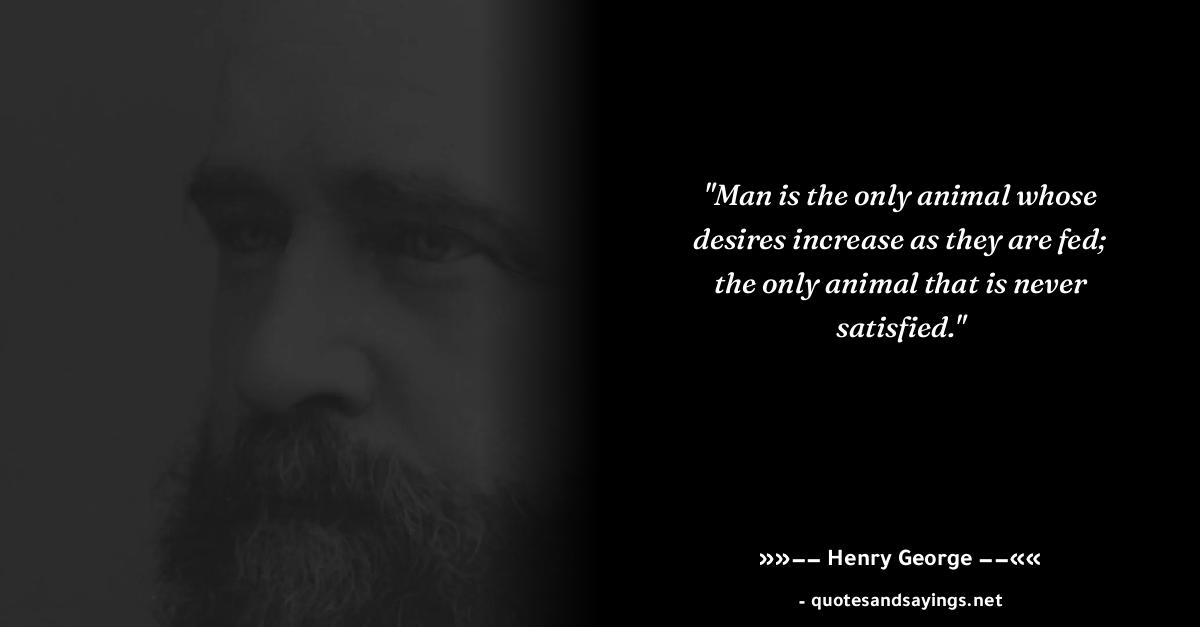 "Man is the only animal whose
desires increase as they are fed;
the only animal that is never
satisfied."
»»−− Henry George −−««
- quotesandsayings.net